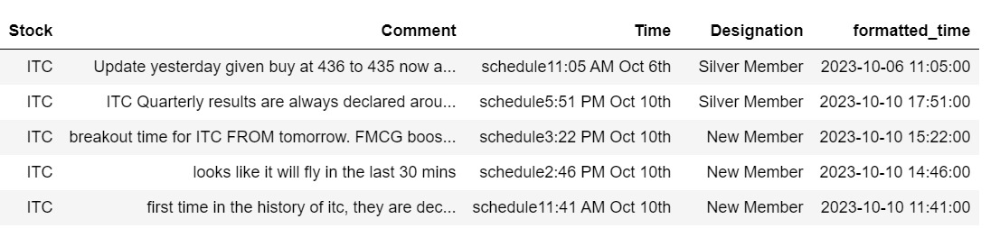 Stock Comment Time Designation formatted_time
ITC Update yesterday given buy at 436 to 435 now a... schedule11:05 AM Oct 6th Silver Member 2023-10-06 11:05:00
ITC ITC Quarterly results are always declared arou... schedule5:51 PM Oct 10th Silver Member 2023-10-10 17:51:00
ITC breakout time for ITC FROM tomorrow. FMCG boos... schedule3:22 PM Oct 10th New Member 2023-10-10 15:22:00
ITC looks like it will fly in the last 30 mins schedule2:46 PM Oct 10th New Member 2023-10-10 14:46:00
ITC first time in the history of itc, they are dec... schedule11:41 AM Oct 10th New Member 2023-10-10 11:41:00